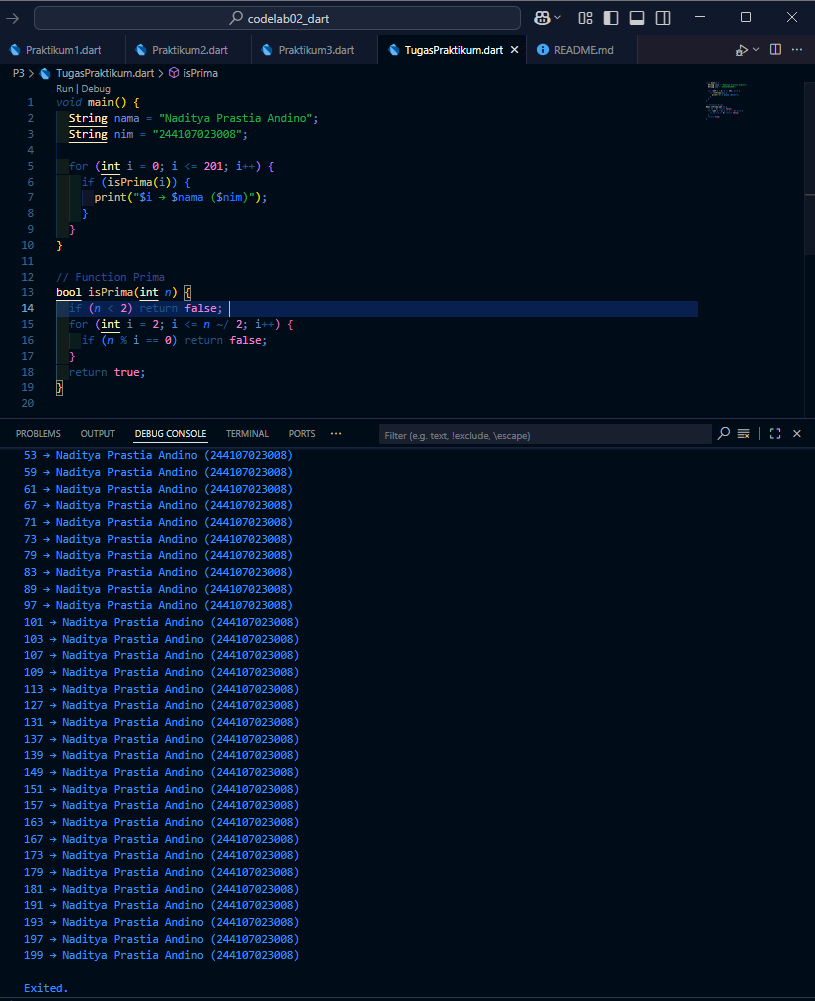 codelab02_dart
Praktikum1.dart Praktikum2.dart Praktikum3.dart TugasPraktikum.dart README.md
P3 > TugasPraktikum.dart > isPrima
Run | Debug
1 void main() {
2 String nama = "Naditya Prastia Andino";
3 String nim = "244107023008";
4
5 for (int i = 0; i <= 201; i++) {
6 if (isPrima(i)) {
7 print("$i → $nama ($nim)");
8 }
9 }
10 }
11
12 // Function Prima
13 bool isPrima(int n) {
14 if (n < 2) return false;
15 for (int i = 2; i <= n ~/ 2; i++) {
16 if (n % i == 0) return false;
17 }
18 return true;
19 }
20
PROBLEMS OUTPUT DEBUG CONSOLE TERMINAL PORTS ··· Filter (e.g. text, !exclude, \escape)
53 → Naditya Prastia Andino (244107023008)
59 → Naditya Prastia Andino (244107023008)
61 → Naditya Prastia Andino (244107023008)
67 → Naditya Prastia Andino (244107023008)
71 → Naditya Prastia Andino (244107023008)
73 → Naditya Prastia Andino (244107023008)
79 → Naditya Prastia Andino (244107023008)
83 → Naditya Prastia Andino (244107023008)
89 → Naditya Prastia Andino (244107023008)
97 → Naditya Prastia Andino (244107023008)
101 → Naditya Prastia Andino (244107023008)
103 → Naditya Prastia Andino (244107023008)
107 → Naditya Prastia Andino (244107023008)
109 → Naditya Prastia Andino (244107023008)
113 → Naditya Prastia Andino (244107023008)
127 → Naditya Prastia Andino (244107023008)
131 → Naditya Prastia Andino (244107023008)
137 → Naditya Prastia Andino (244107023008)
139 → Naditya Prastia Andino (244107023008)
149 → Naditya Prastia Andino (244107023008)
151 → Naditya Prastia Andino (244107023008)
157 → Naditya Prastia Andino (244107023008)
163 → Naditya Prastia Andino (244107023008)
167 → Naditya Prastia Andino (244107023008)
173 → Naditya Prastia Andino (244107023008)
179 → Naditya Prastia Andino (244107023008)
181 → Naditya Prastia Andino (244107023008)
191 → Naditya Prastia Andino (244107023008)
193 → Naditya Prastia Andino (244107023008)
197 → Naditya Prastia Andino (244107023008)
199 → Naditya Prastia Andino (244107023008)
Exited.